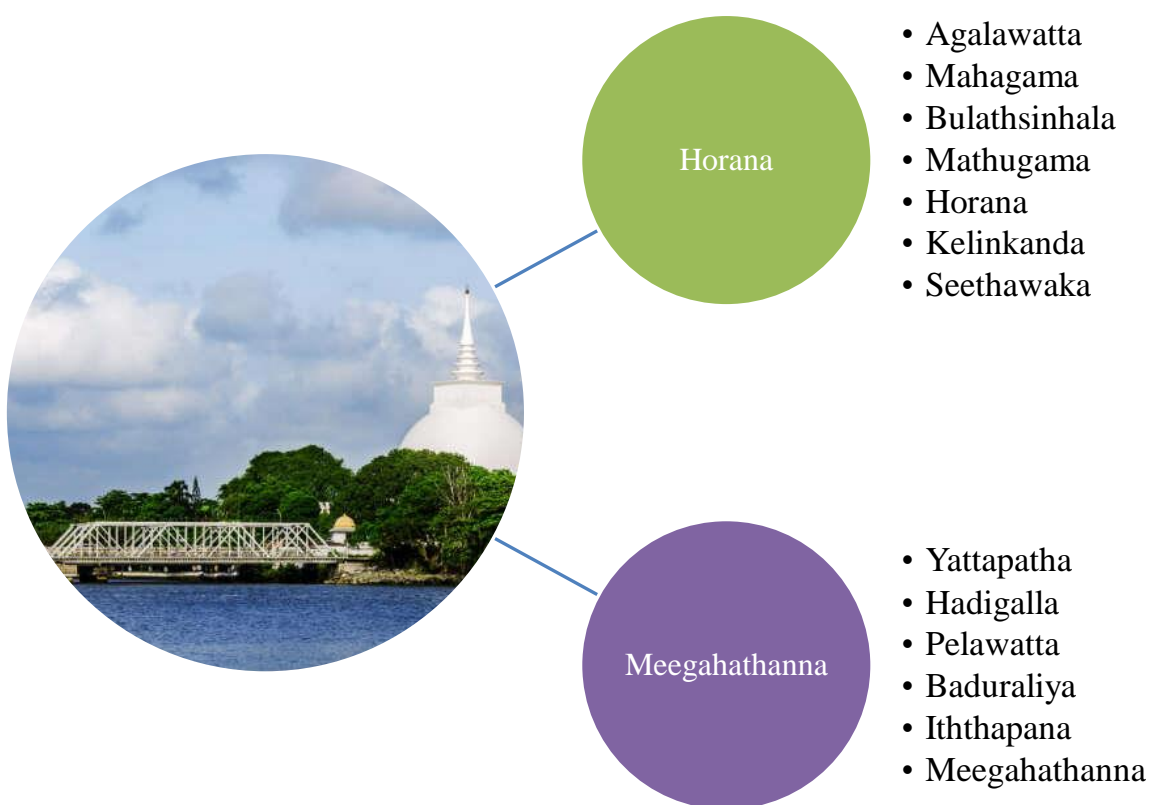 Horana
• Agalawatta
• Mahagama
• Bulathsinhala
• Mathugama
• Horana
• Kelinkanda
• Seethawaka
Meegahathanna
• Yattapatha
• Hadigalla
• Pelawatta
• Baduraliya
• Iththapana
• Meegahathanna